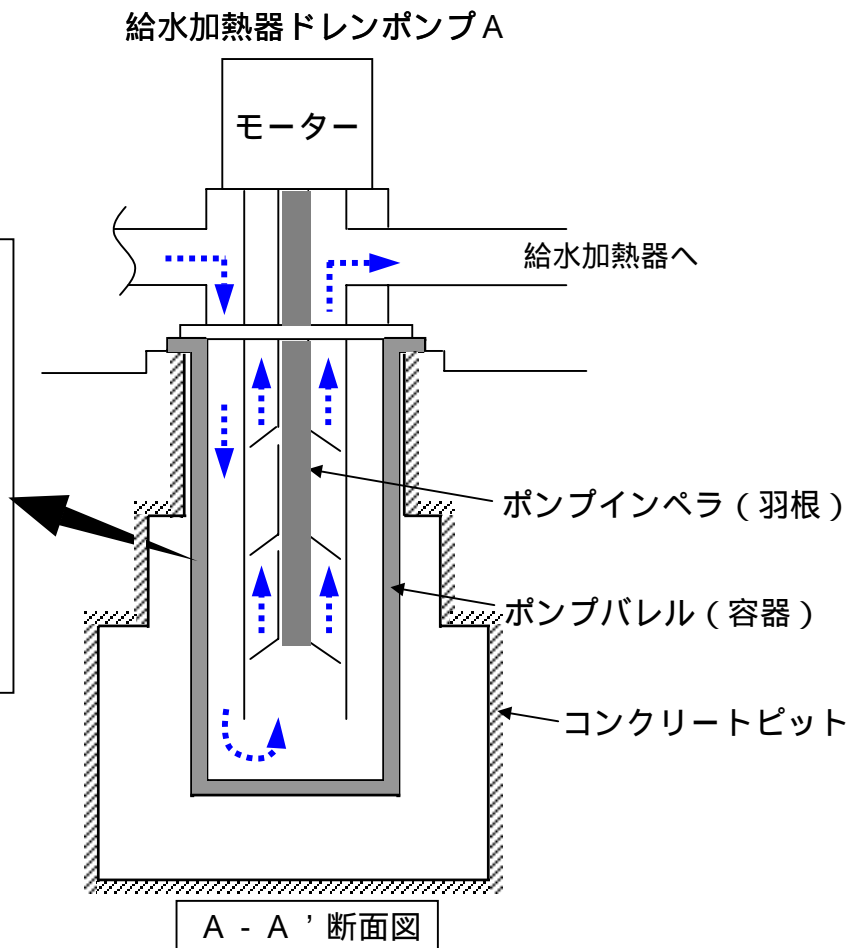 給水加熱器ドレンポンプA
モーター
給水加熱器へ
ポンプインペラ（羽根）
ポンプバレル（容器）
コンクリートピット
A - A ’断面図